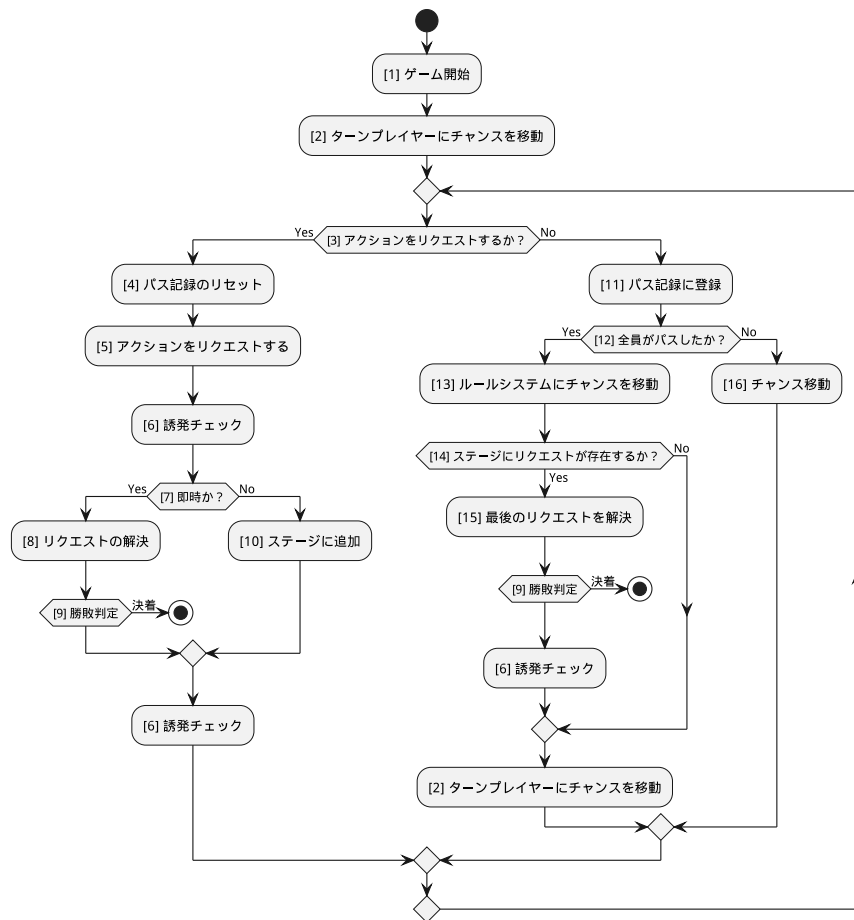 [1] ゲーム開始
[2] ターンプレイヤーにチャンスを移動
Yes
[3] アクションをリクエストするか？
No
[4] パス記録のリセット
[5] アクションをリクエストする
[6] 誘発チェック
Yes
[7] 即時か？
No
[8] リクエストの解決
[10] ステージに追加
[9] 勝敗判定
決着
[6] 誘発チェック
[11] パス記録に登録
Yes
[12] 全員がパスしたか？
No
[13] ルールシステムにチャンスを移動
[16] チャンス移動
[14] ステージにリクエストが存在するか？
No
Yes
[15] 最後のリクエストを解決
[9] 勝敗判定
決着
[6] 誘発チェック
[2] ターンプレイヤーにチャンスを移動